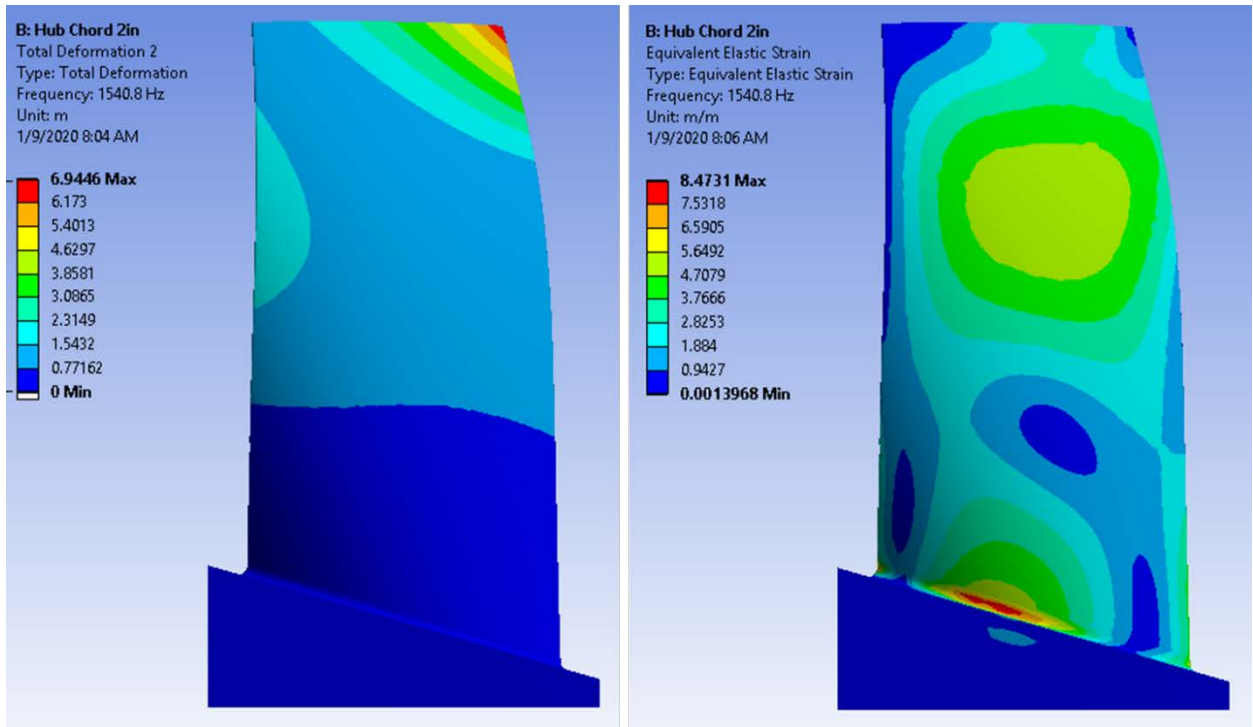 B: Hub Chord 2in
Total Deformation 2
Type: Total Deformation
Frequency: 1540.8 Hz
Unit: m
1/9/2020 8:04 AM
6.9446 Max
6.173
5.4013
4.6297
3.8581
3.0865
2.3149
1.5432
0.77162
0 Min
B: Hub Chord 2in
Equivalent Elastic Strain
Type: Equivalent Elastic Strain
Frequency: 1540.8 Hz
Unit: m/m
1/9/2020 8:06 AM
8.4731 Max
7.5318
6.5905
5.6492
4.7079
3.7666
2.8253
1.884
0.9427
0.0013968 Min